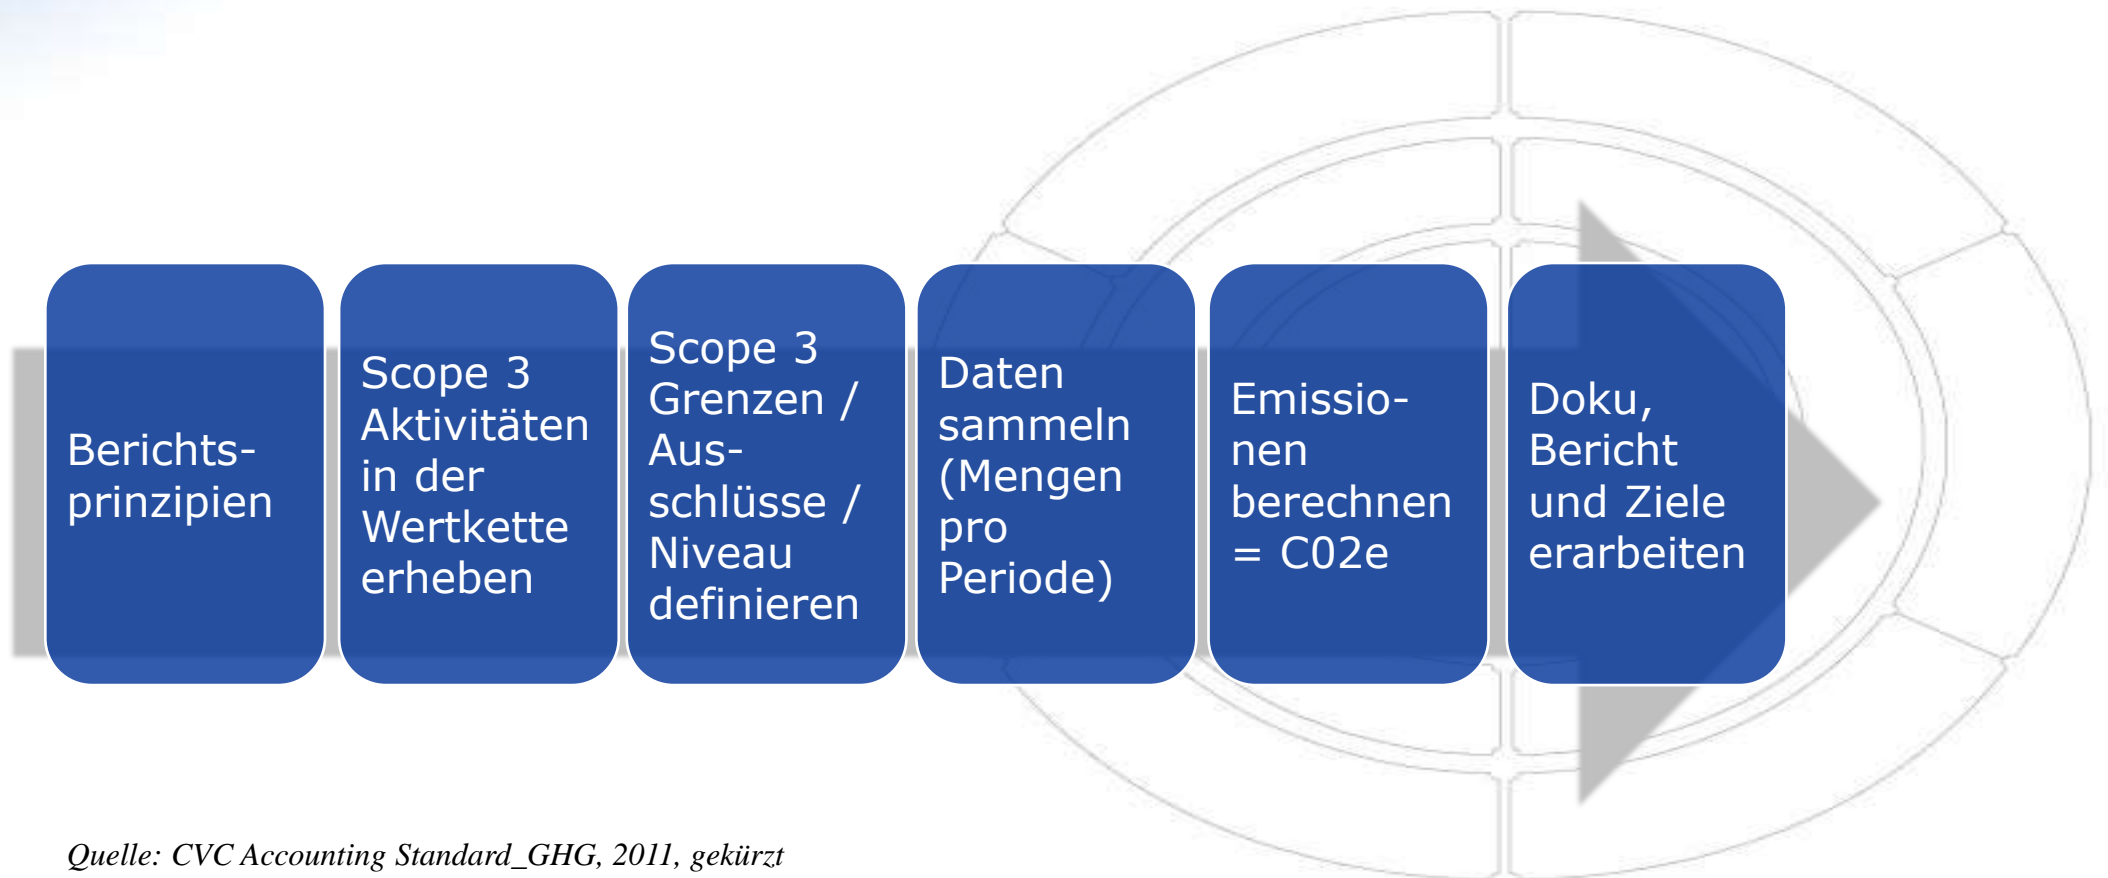 Berichts-
prinzipien
Scope 3
Aktivitäten
in der
Wertkette
erheben
Scope 3
Grenzen /
Aus-
schlüsse /
Niveau
definieren
Daten
sammeln
(Mengen
pro
Periode)
Emissio-
nen
berechnen
= C02e
Doku,
Bericht
und Ziele
erarbeiten
Quelle: CVC Accounting Standard_GHG, 2011, gekürzt